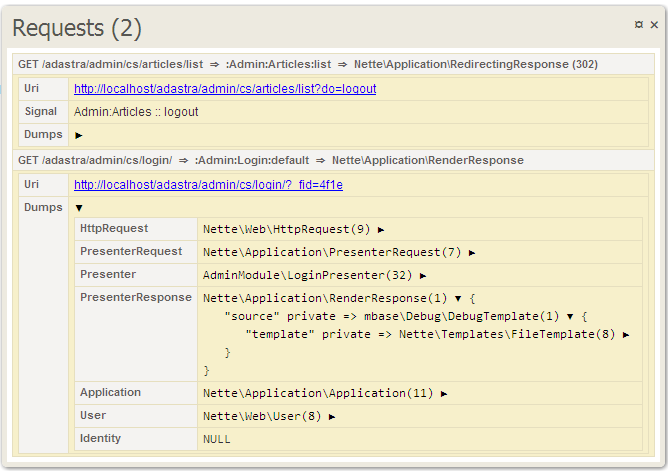 Requests (2)
GET /adastra/admin/cs/articles/list ⇒ :Admin:Articles:list ⇒ Nette\Application\RedirectingResponse (302)
Uri http://localhost/adastra/admin/cs/articles/list?do=logout
Signal Admin:Articles :: logout
Dumps ►
GET /adastra/admin/cs/login/ ⇒ :Admin:Login:default ⇒ Nette\Application\RenderResponse
Uri http://localhost/adastra/admin/cs/login/?_fid=4f1e
Dumps ▼
HttpRequest Nette\Web\HttpRequest(9) ►
PresenterRequest Nette\Application\PresenterRequest(7) ►
Presenter AdminModule\LoginPresenter(32) ►
PresenterResponse Nette\Application\RenderResponse(1) ▼ {
"source" private => mbase\Debug\DebugTemplate(1) ▼ {
"template" private => Nette\Templates\FileTemplate(8) ►
}
}
Application Nette\Application\Application(11) ►
User Nette\Web\User(8) ►
Identity NULL